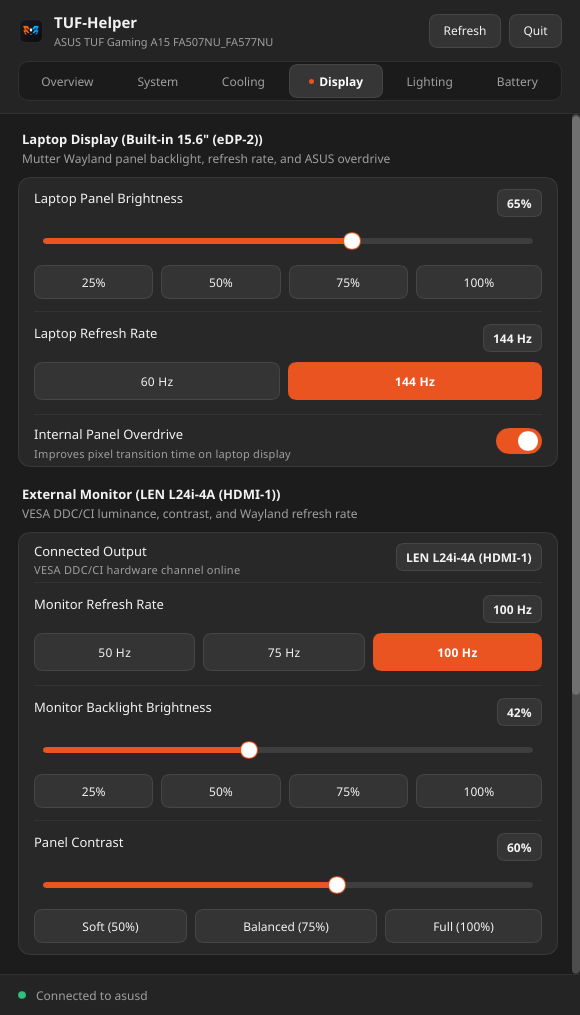 TUF-Helper
ASUS TUF Gaming A15 FA507NU_FA577NU
Refresh
Quit
Overview
System
Cooling
Display
Lighting
Battery
Laptop Display (Built-in 15.6" (eDP-2))
Mutter Wayland panel backlight, refresh rate, and ASUS overdrive
Laptop Panel Brightness
65%
25%
50%
75%
100%
Laptop Refresh Rate
144 Hz
60 Hz
144 Hz
Internal Panel Overdrive
Improves pixel transition time on laptop display
External Monitor (LEN L24i-4A (HDMI-1))
VESA DDC/CI luminance, contrast, and Wayland refresh rate
Connected Output
VESA DDC/CI hardware channel online
LEN L24i-4A (HDMI-1)
Monitor Refresh Rate
100 Hz
50 Hz
75 Hz
100 Hz
Monitor Backlight Brightness
42%
25%
50%
75%
100%
Panel Contrast
60%
Soft (50%)
Balanced (75%)
Full (100%)
Connected to asusd